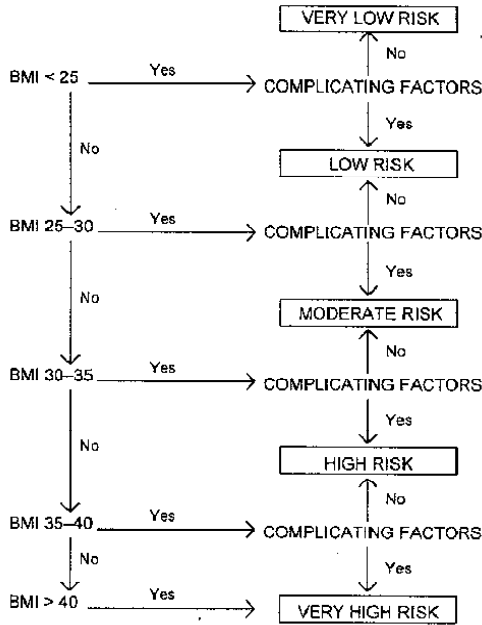 VERY LOW RISK
No
Yes
BMI < 25
COMPLICATING FACTORS
Yes
No
LOW RISK
No
Yes
BMI 25–30
COMPLICATING FACTORS
Yes
No
MODERATE RISK
No
Yes
BMI 30–35
COMPLICATING FACTORS
Yes
No
HIGH RISK
No
Yes
BMI 35–40
COMPLICATING FACTORS
No
Yes
Yes
BMI > 40
VERY HIGH RISK